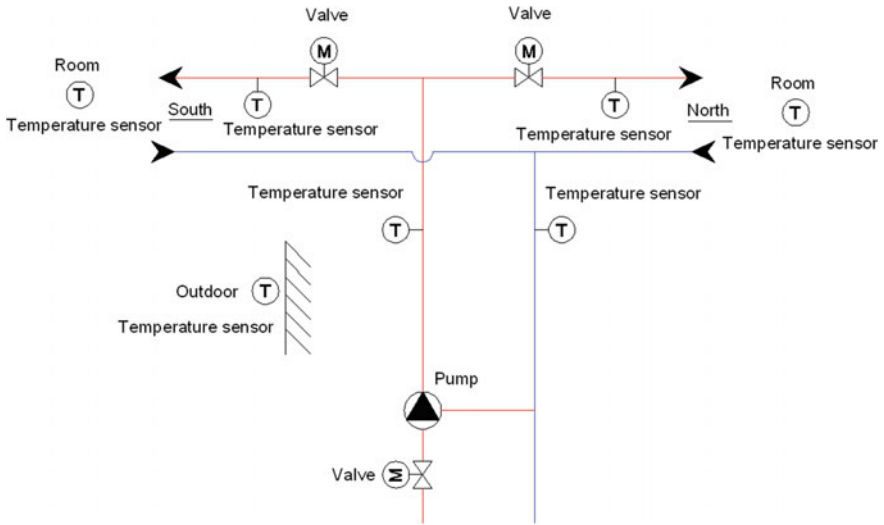 Valve
Valve
M
M
Room
T
Temperature sensor
South
T
Temperature sensor
T
Temperature sensor
North
Room
T
Temperature sensor
Temperature sensor
T
Temperature sensor
T
Outdoor
T
Temperature sensor
Pump
Valve
M